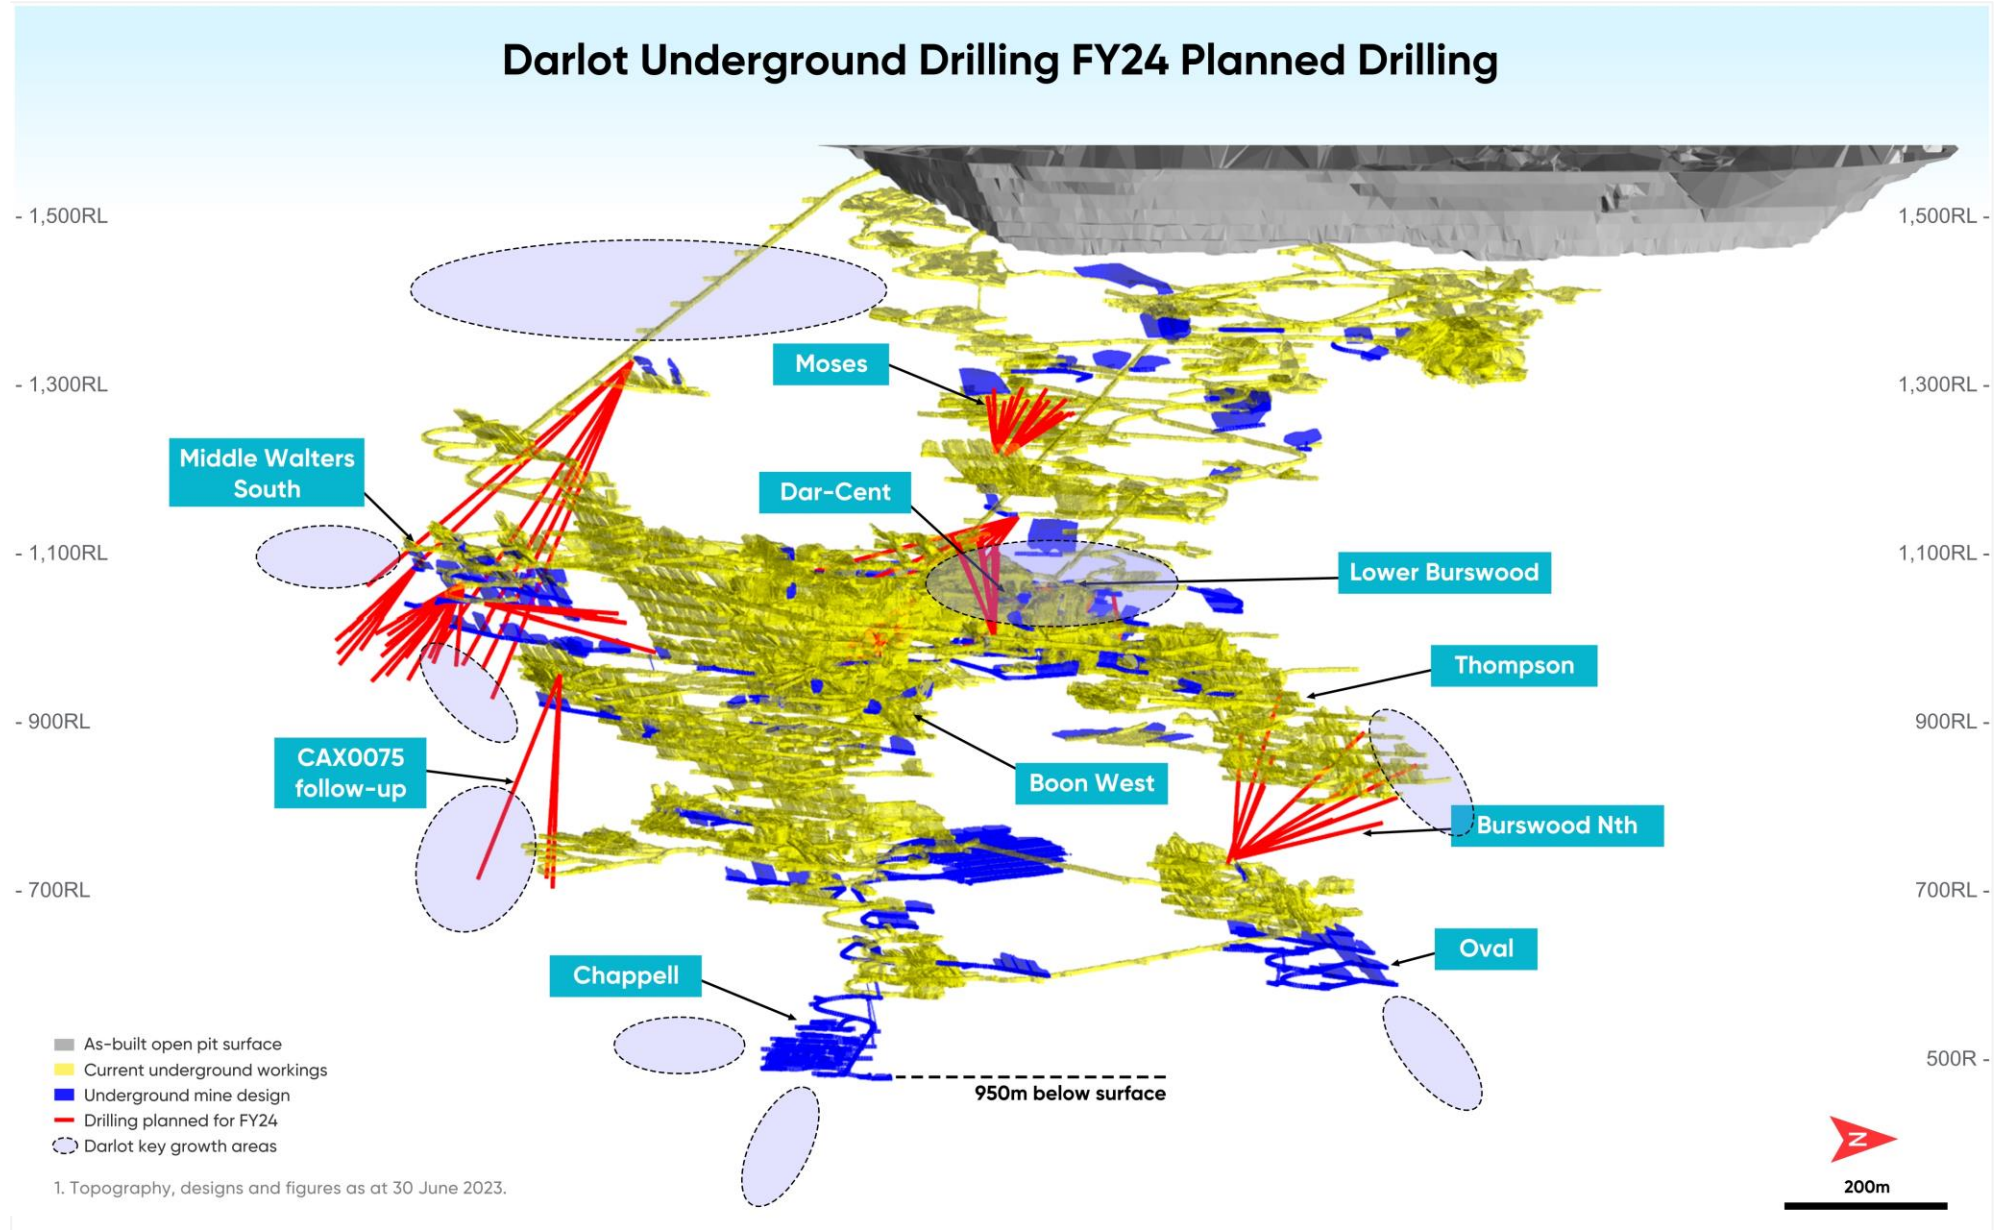 Darlot Underground Drilling FY24 Planned Drilling
- 1,500RL
1,500RL -
- 1,300RL
1,300RL -
Moses
Middle Walters
South
Dar-Cent
- 1,100RL
1,100RL -
Lower Burswood
Thompson
- 900RL
900RL -
CAX0075
follow-up
Boon West
Burswood Nth
- 700RL
700RL -
Oval
Chappell
500R -
950m below surface
As-built open pit surface
Current underground workings
Underground mine design
Drilling planned for FY24
Darlot key growth areas
1. Topography, designs and figures as at 30 June 2023.
N
200m